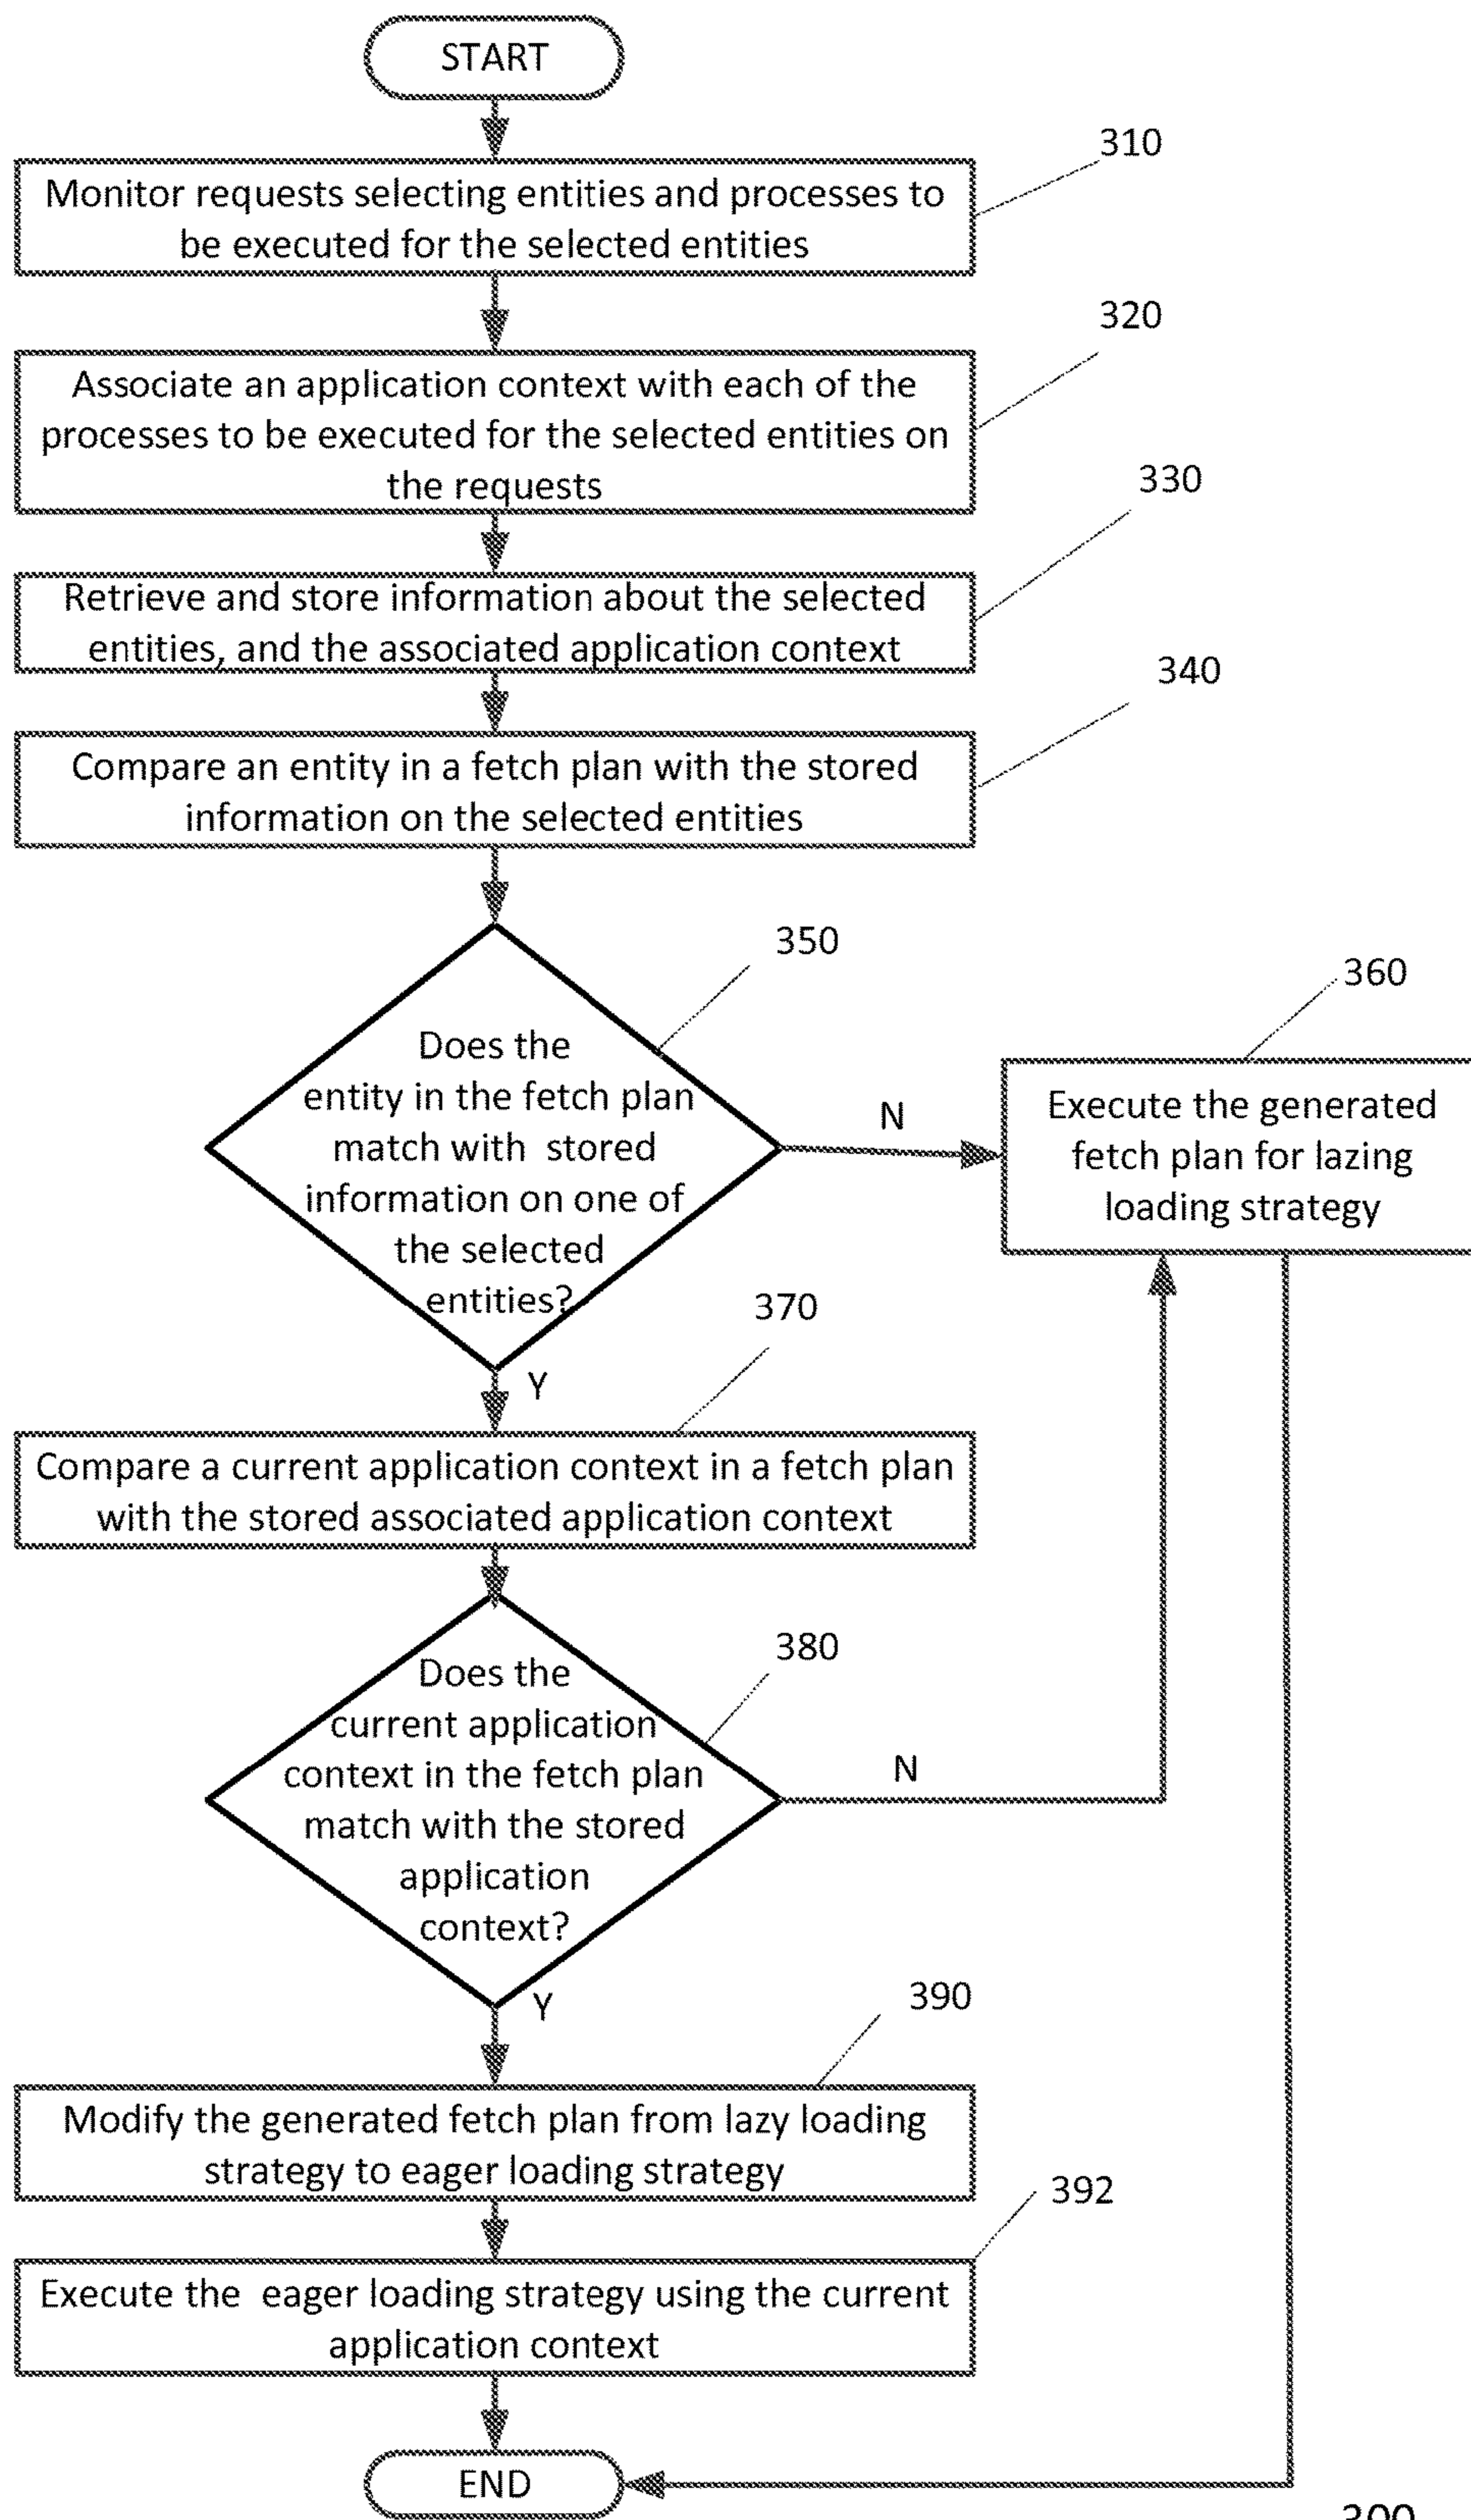 START
310
Monitor requests selecting entities and processes to
be executed for the selected entities
320
Associate an application context with each of the
processes to be executed for the selected entities on
the requests
330
Retrieve and store information about the selected
entities, and the associated application context
340
Compare an entity in a fetch plan with the stored
information on the selected entities
350
Does the
entity in the fetch plan
match with stored
information on one of
the selected
entities?
N
360
Execute the generated
fetch plan for lazing
loading strategy
370
Y
Compare a current application context in a fetch plan
with the stored associated application context
380
Does the
current application
context in the fetch plan
match with the stored
application
context?
N
Y
390
Modify the generated fetch plan from lazy loading
strategy to eager loading strategy
392
Execute the eager loading strategy using the current
application context
END